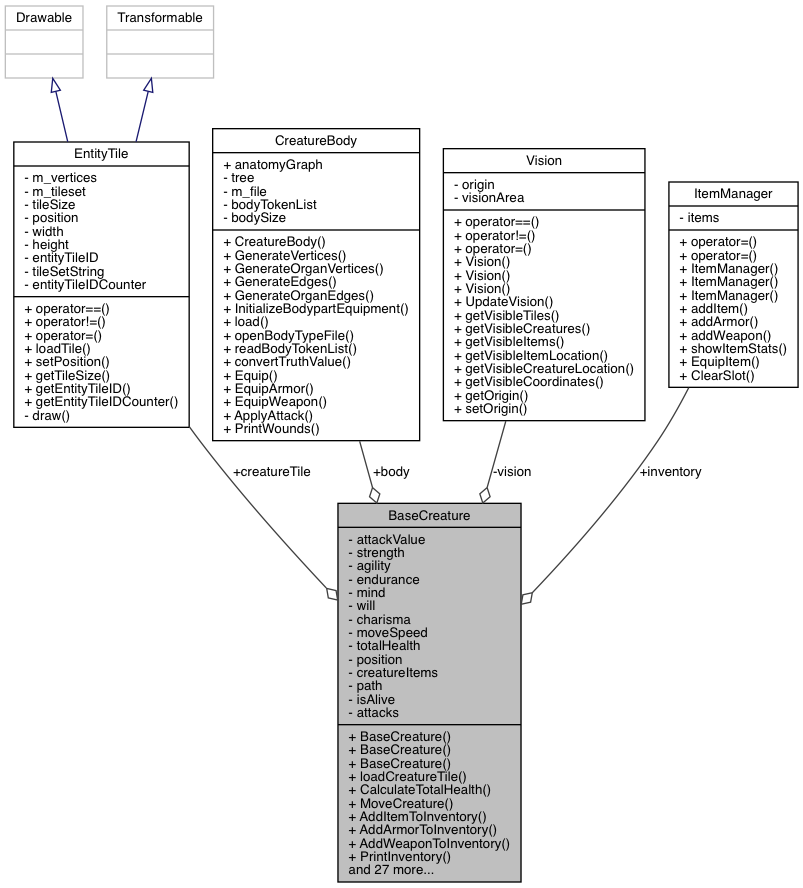 Drawable
Transformable
EntityTile
- m_vertices
- m_tileset
- tileSize
- position
- width
- height
- entityTileID
- tileSetString
- entityTileIDCounter
+ operator==()
+ operator!=()
+ operator=()
+ loadTile()
+ setPosition()
+ getTileSize()
+ getEntityTileID()
+ getEntityTileIDCounter()
- draw()
CreatureBody
+ anatomyGraph
- tree
- m_file
- bodyTokenList
- bodySize
+ CreatureBody()
+ GenerateVertices()
+ GenerateOrganVertices()
+ GenerateEdges()
+ GenerateOrganEdges()
+ InitializeBodypartEquipment()
+ load()
+ openBodyTypeFile()
+ readBodyTokenList()
+ convertTruthValue()
+ Equip()
+ EquipArmor()
+ EquipWeapon()
+ ApplyAttack()
+ PrintWounds()
Vision
- origin
- visionArea
+ operator==()
+ operator!=()
+ operator=()
+ Vision()
+ Vision()
+ Vision()
+ UpdateVision()
+ getVisibleTiles()
+ getVisibleCreatures()
+ getVisibleItems()
+ getVisibleItemLocation()
+ getVisibleCreatureLocation()
+ getVisibleCoordinates()
+ getOrigin()
+ setOrigin()
ItemManager
- items
+ operator=()
+ operator=()
+ ItemManager()
+ ItemManager()
+ ItemManager()
+ addItem()
+ addArmor()
+ addWeapon()
+ showItemStats()
+ EquipItem()
+ ClearSlot()
+creatureTile
+body
-vision
+inventory
BaseCreature
- attackValue
- strength
- agility
- endurance
- mind
- will
- charisma
- moveSpeed
- totalHealth
- position
- creatureItems
- path
- isAlive
- attacks
+ BaseCreature()
+ BaseCreature()
+ BaseCreature()
+ loadCreatureTile()
+ CalculateTotalHealth()
+ MoveCreature()
+ AddItemToInventory()
+ AddArmorToInventory()
+ AddWeaponToInventory()
+ PrintInventory()
and 27 more...